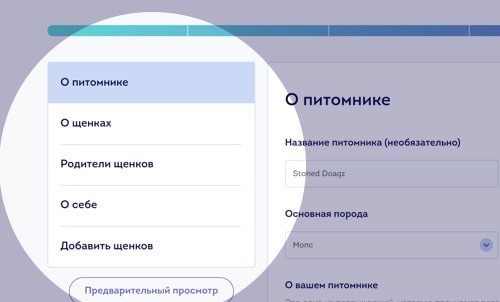 О питомнике
О щенках
Родители щенков
О себе
Добавить щенков
Предварительный просмотр
О питомнике
Название питомника (необязательно)
Stoned Doagz
Основная порода
Мопс
О вашем питомнике